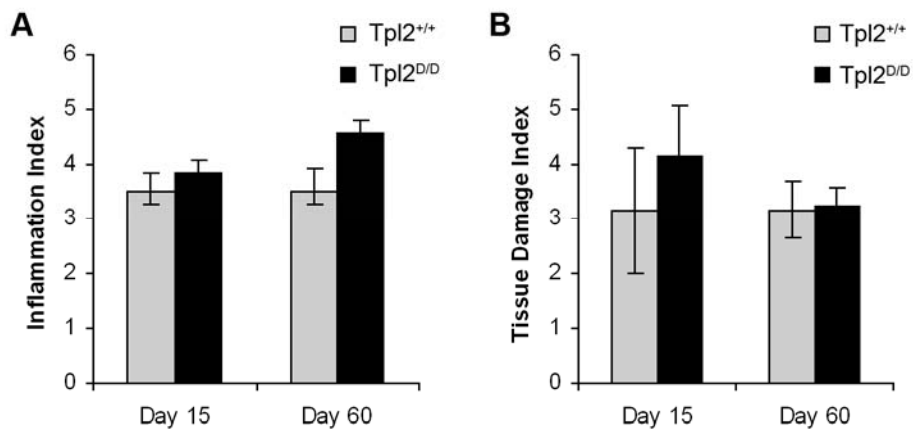 A
Tpl2+/+
Tpl2D/D
Inflammation Index
6
5
4
3
2
1
0
Day 15 Day 60
B
Tpl2+/+
Tpl2D/D
Tissue Damage Index
6
5
4
3
2
1
0
Day 15 Day 60